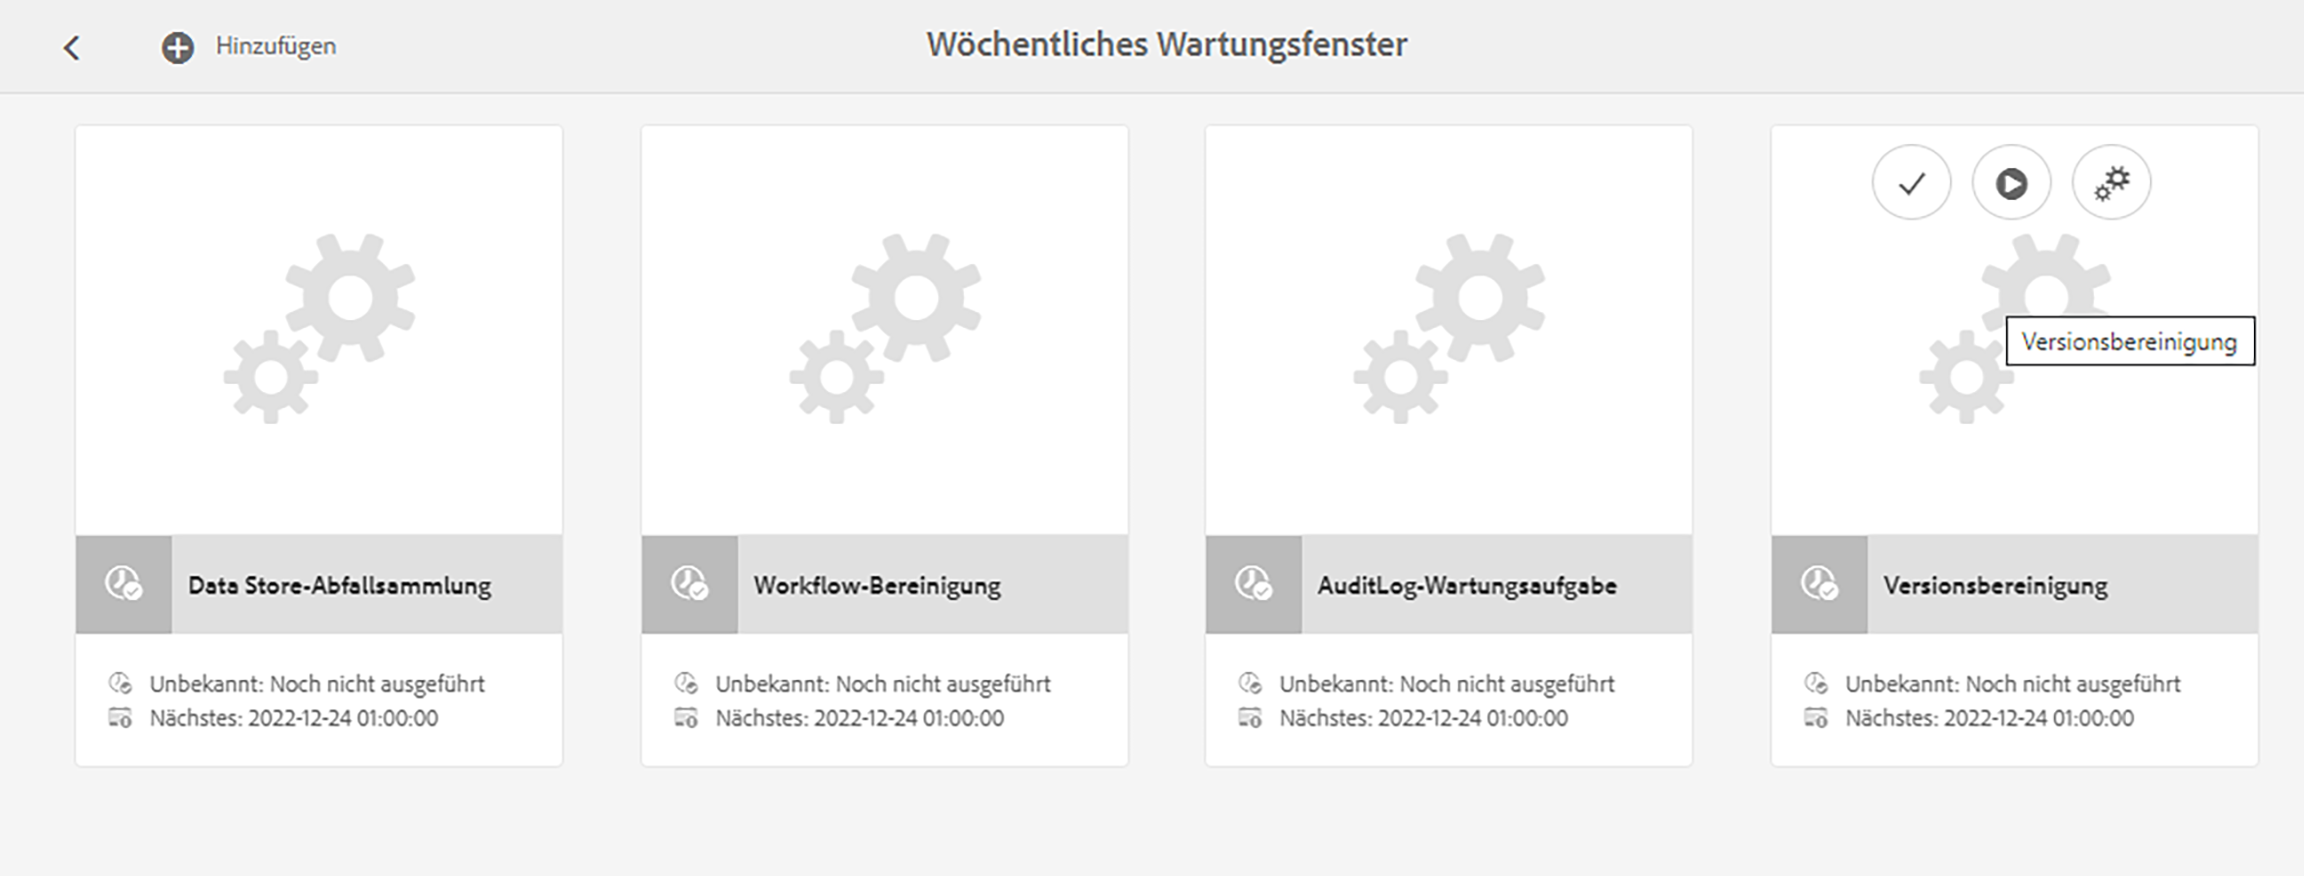 Hinzufügen
Wöchentliches Wartungsfenster
Versionsbereinigung
Data Store-Abfallsammlung
Unbekannt: Noch nicht ausgeführt
Nächstes: 2022-12-24 01:00:00
Workflow-Bereinigung
Unbekannt: Noch nicht ausgeführt
Nächstes: 2022-12-24 01:00:00
AuditLog-Wartungsaufgabe
Unbekannt: Noch nicht ausgeführt
Nächstes: 2022-12-24 01:00:00
Versionsbereinigung
Unbekannt: Noch nicht ausgeführt
Nächstes: 2022-12-24 01:00:00